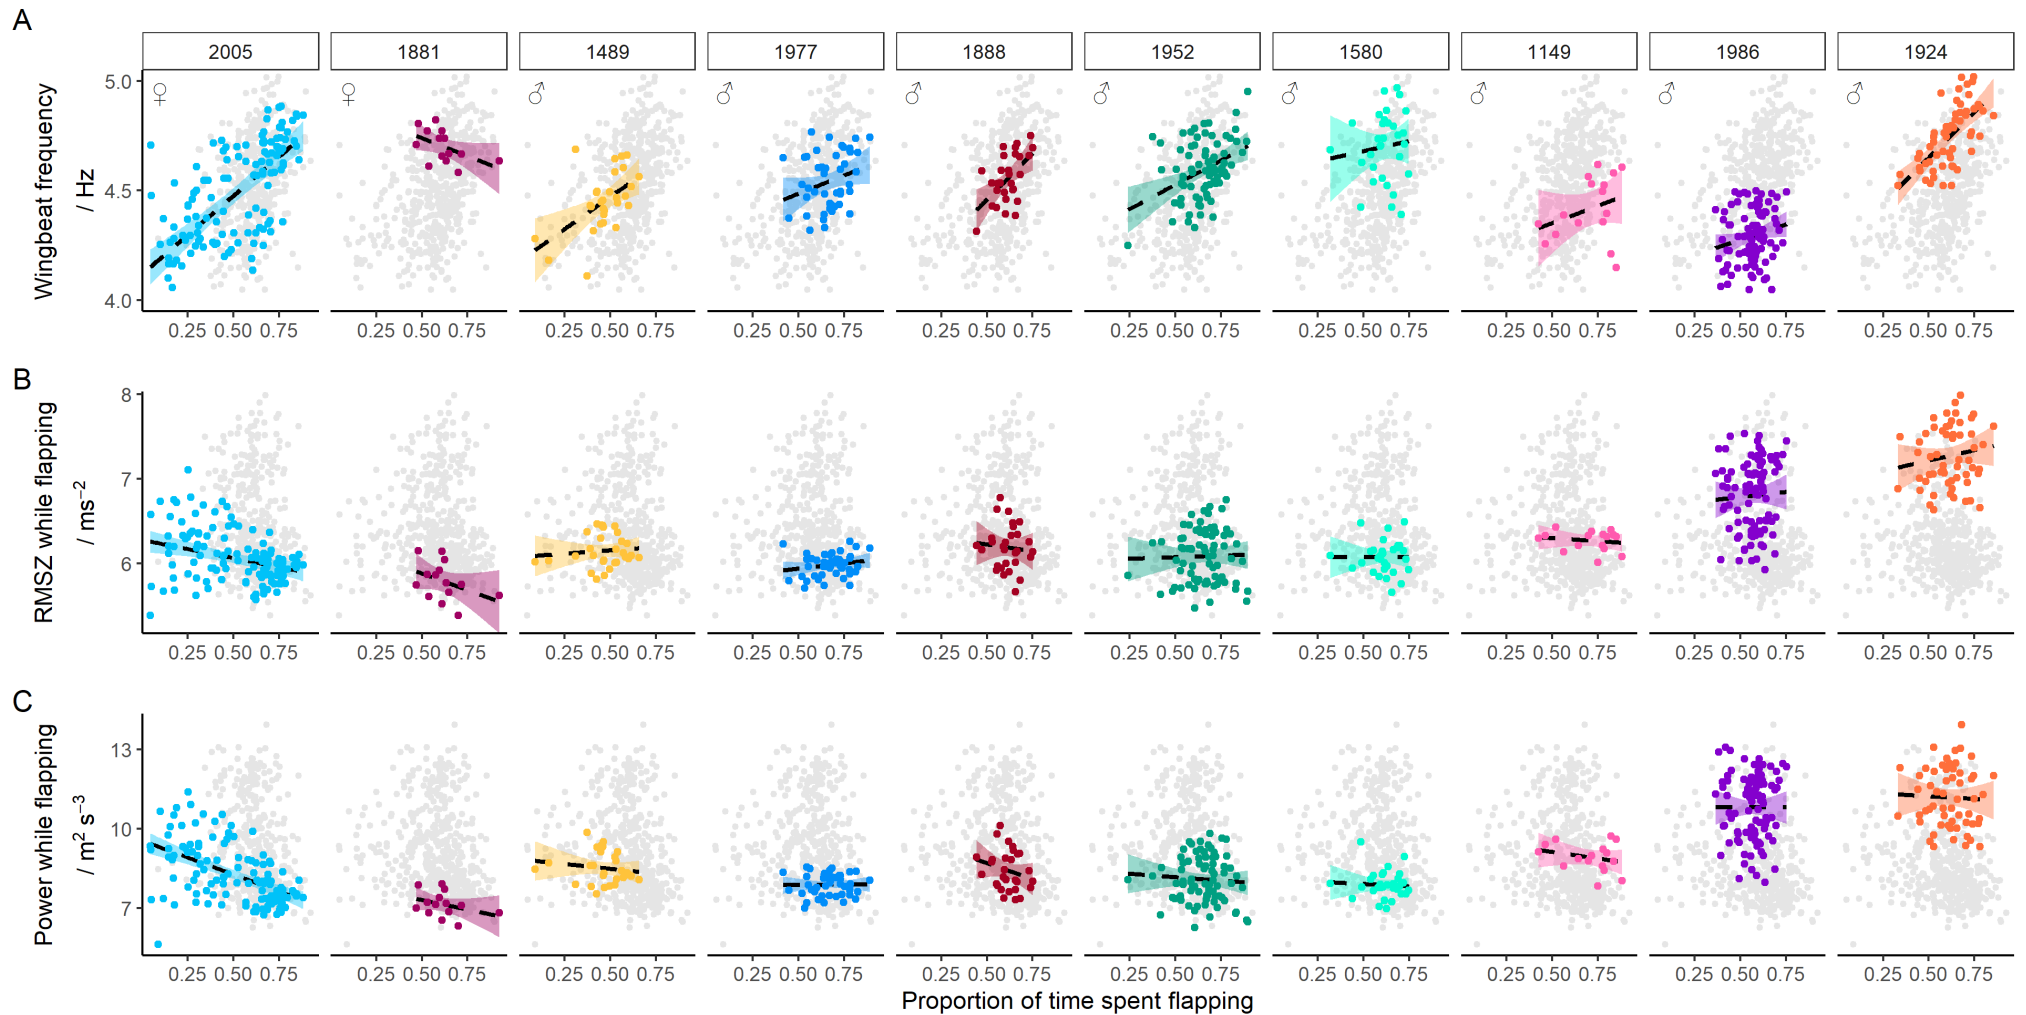 A
2005 1881 1489 1977 1888 1952 1580 1149 1986 1924
♀ ♀ ♂ ♂ ♂ ♂ ♂ ♂ ♂ ♂
Wingbeat frequency
/ Hz
5.0
4.5
4.0
0.25 0.50 0.75 0.25 0.50 0.75 0.25 0.50 0.75 0.25 0.50 0.75 0.25 0.50 0.75 0.25 0.50 0.75 0.25 0.50 0.75 0.25 0.50 0.75 0.25 0.50 0.75 0.25 0.50 0.75
B
RMSZ while flapping
/ ms⁻²
8
7
6
0.25 0.50 0.75 0.25 0.50 0.75 0.25 0.50 0.75 0.25 0.50 0.75 0.25 0.50 0.75 0.25 0.50 0.75 0.25 0.50 0.75 0.25 0.50 0.75 0.25 0.50 0.75 0.25 0.50 0.75
C
Power while flapping
/ m² s⁻³
13
10
7
0.25 0.50 0.75 0.25 0.50 0.75 0.25 0.50 0.75 0.25 0.50 0.75 0.25 0.50 0.75 0.25 0.50 0.75 0.25 0.50 0.75 0.25 0.50 0.75 0.25 0.50 0.75 0.25 0.50 0.75
Proportion of time spent flapping